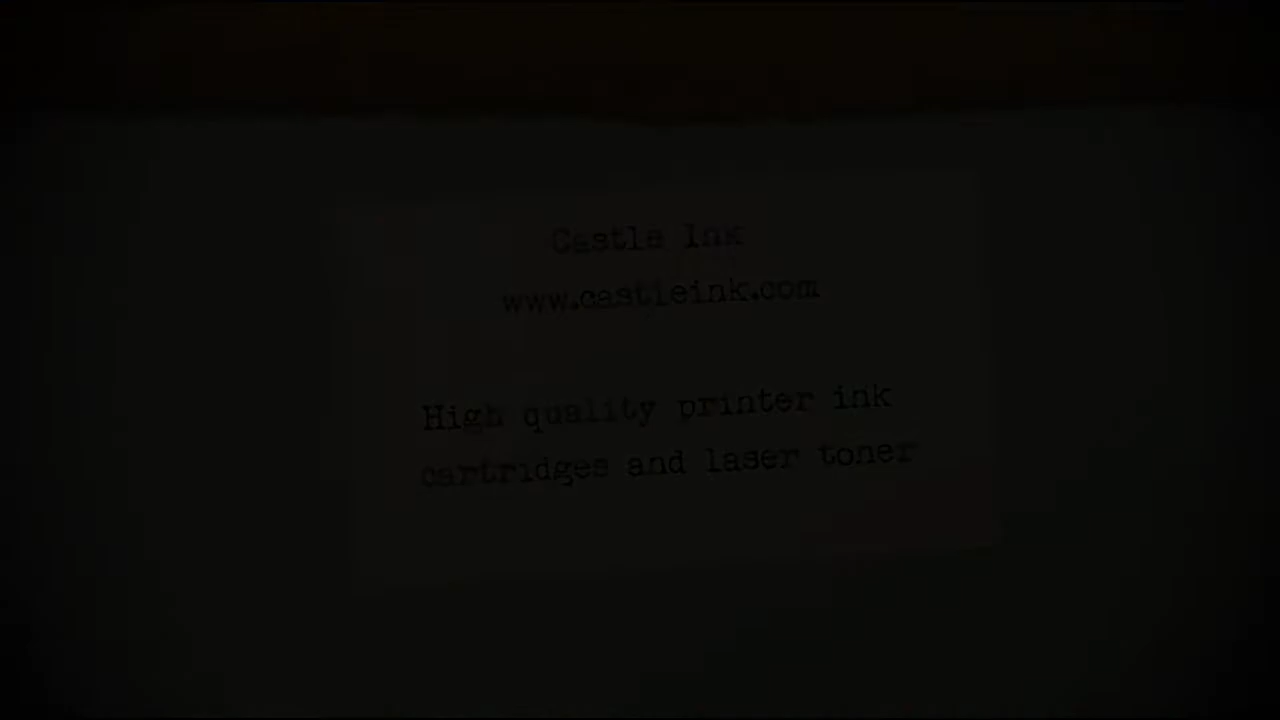 Castle Ink
www.castleink.com
High quality printer ink
cartridges and laser toner